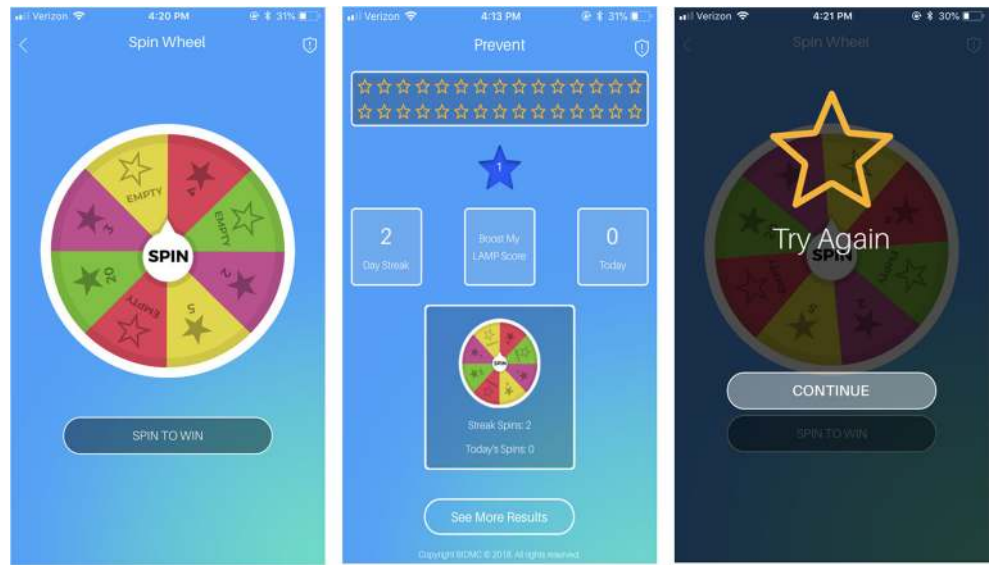 Verizon 4:20 PM 31%
Spin Wheel
EMPTY
EMPTY
2
5
EMPTY
20
3
SPIN
SPIN TO WIN
Verizon 4:13 PM 31%
Prevent
1
2
Day Streak
Boost My
LAMP Score
0
Today
SPIN
Streak Spins: 2
Today's Spins: 0
See More Results
Copyright BIDMC © 2018. All rights reserved.
Verizon 4:21 PM 30%
Spin Wheel
Try Again
SPIN
CONTINUE
SPIN TO WIN